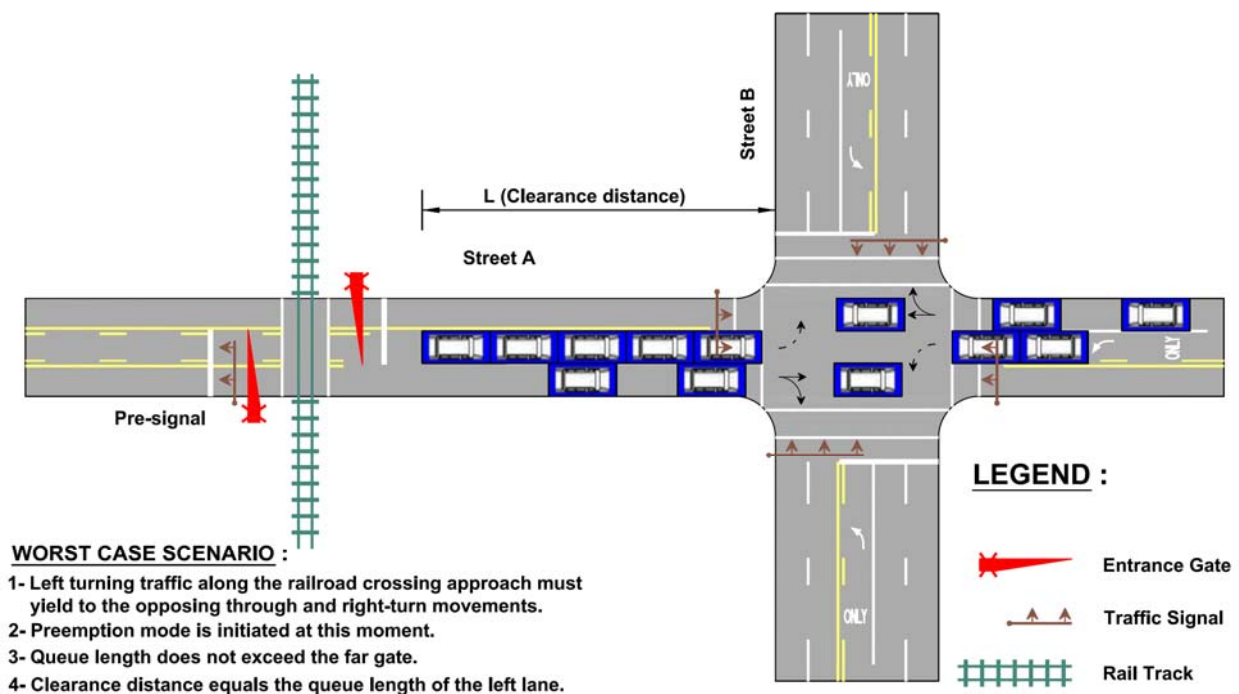 ONLY
Street B
L (Clearance distance)
Street A
ONLY
Pre-signal
LEGEND :
WORST CASE SCENARIO :
1- Left turning traffic along the railroad crossing approach must
yield to the opposing through and right-turn movements.
2- Preemption mode is initiated at this moment.
3- Queue length does not exceed the far gate.
4- Clearance distance equals the queue length of the left lane.
ONLY
Entrance Gate
Traffic Signal
Rail Track